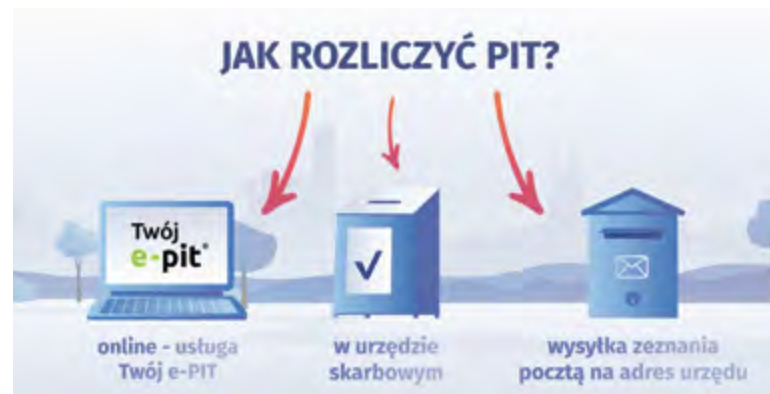 JAK ROZLICZYĆ PIT?
Twój
e-pit
online - usługa
Twój e-PIT
w urzędzie
skarbowym
wysyłka zeznania
pocztą na adres urzędu